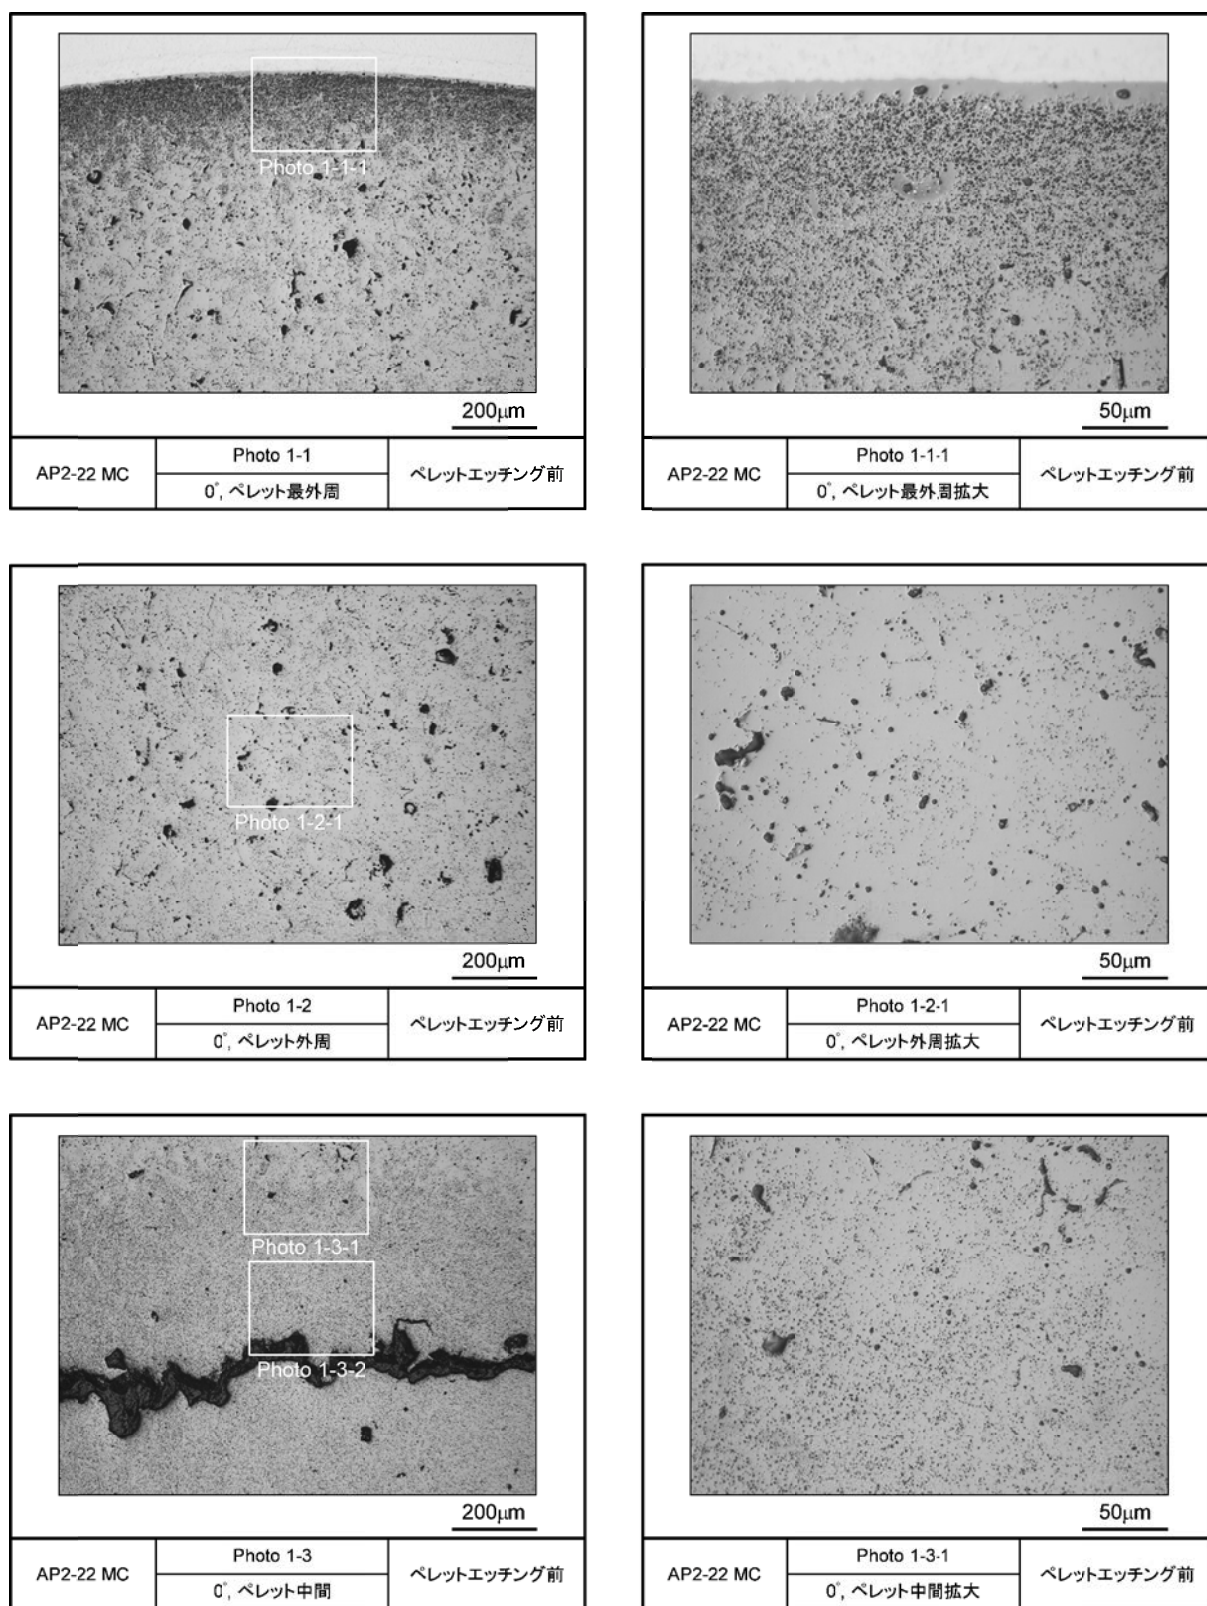 Photo 1-1-1
200μm
AP2-22 MC
Photo 1-1
0°, ペレット最外周
ペレットエッチング前
50μm
AP2-22 MC
Photo 1-1-1
0°, ペレット最外周拡大
ペレットエッチング前
Photo 1-2-1
200μm
AP2-22 MC
Photo 1-2
0°, ペレット外周
ペレットエッチング前
50μm
AP2-22 MC
Photo 1-2-1
0°, ペレット外周拡大
ペレットエッチング前
Photo 1-3-1
Photo 1-3-2
200μm
AP2-22 MC
Photo 1-3
0°, ペレット中間
ペレットエッチング前
50μm
AP2-22 MC
Photo 1-3-1
0°, ペレット中間拡大
ペレットエッチング前